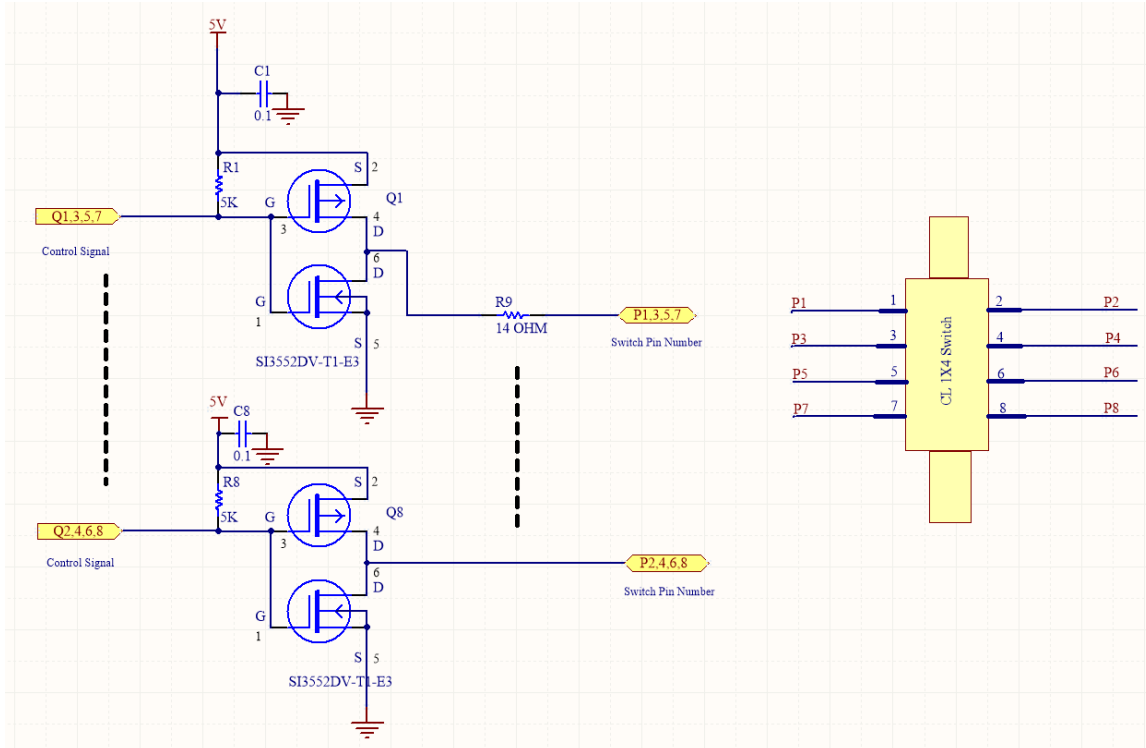 5V
C1
0.1
R1
5K
S 2
Q1
G
3
4
D
6
D
G
1
S 5
SI3552DV-T1-E3
Q1,3,5,7
Control Signal
R9
14 OHM
P1,3,5,7
Switch Pin Number
5V
C8
0.1
R8
5K
S 2
Q8
G
3
4
D
6
D
G
1
S 5
SI3552DV-T1-E3
Q2,4,6,8
Control Signal
P2,4,6,8
Switch Pin Number
P1 1 2 P2
P3 3 4 P4
P5 5 6 P6
P7 7 8 P8
CL 1X4 Switch